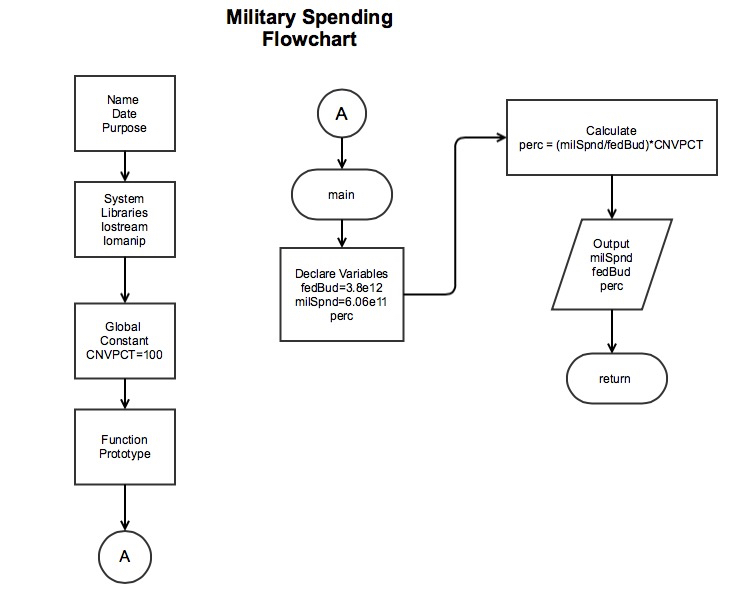 Military Spending
Flowchart
Name
Date
Purpose
System
Libraries
Iostream
Iomanip
Global
Constant
CNVPCT=100
Function
Prototype
A
A
main
Declare Variables
fedBud=3.8e12
milSpnd=6.06e11
perc
Calculate
perc = (milSpnd/fedBud)*CNVPCT
Output
milSpnd
fedBud
perc
return